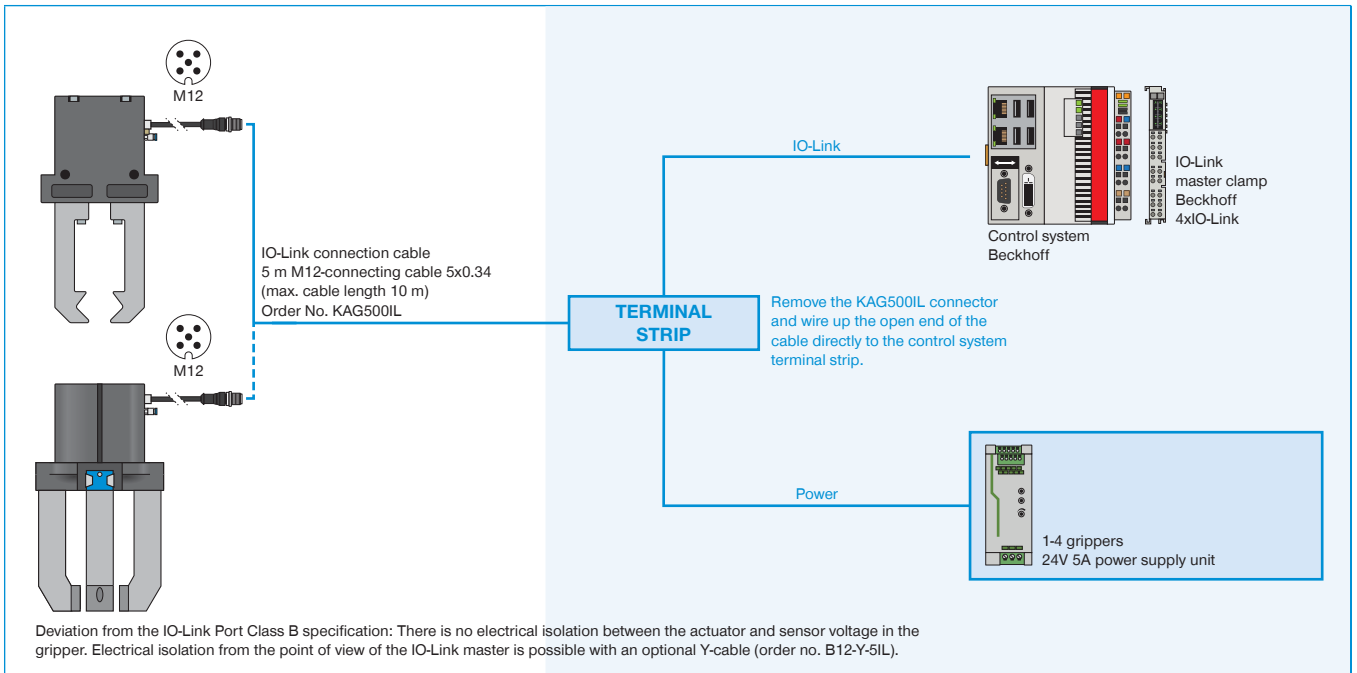 M12
IO-Link connection cable
5 m M12-connecting cable 5x0.34
(max. cable length 10 m)
Order No. KAG500IL
M12
IO-Link
Control system
Beckhoff
IO-Link
master clamp
Beckhoff
4xIO-Link
TERMINAL
STRIP
Remove the KAG500IL connector
and wire up the open end of the
cable directly to the control system
terminal strip.
Power
1-4 grippers
24V 5A power supply unit
Deviation from the IO-Link Port Class B specification: There is no electrical isolation between the actuator and sensor voltage in the
gripper. Electrical isolation from the point of view of the IO-Link master is possible with an optional Y-cable (order no. B12-Y-5IL).